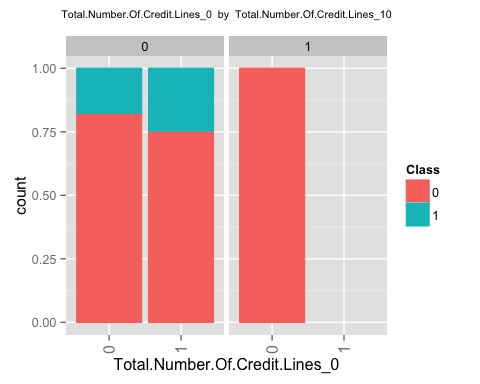 Total.Number.Of.Credit.Lines_0 by Total.Number.Of.Credit.Lines_10
0 1
1.00
0.75
0.50
0.25
0.00
count
0 1 0 1
Total.Number.Of.Credit.Lines_0
Class
0
1